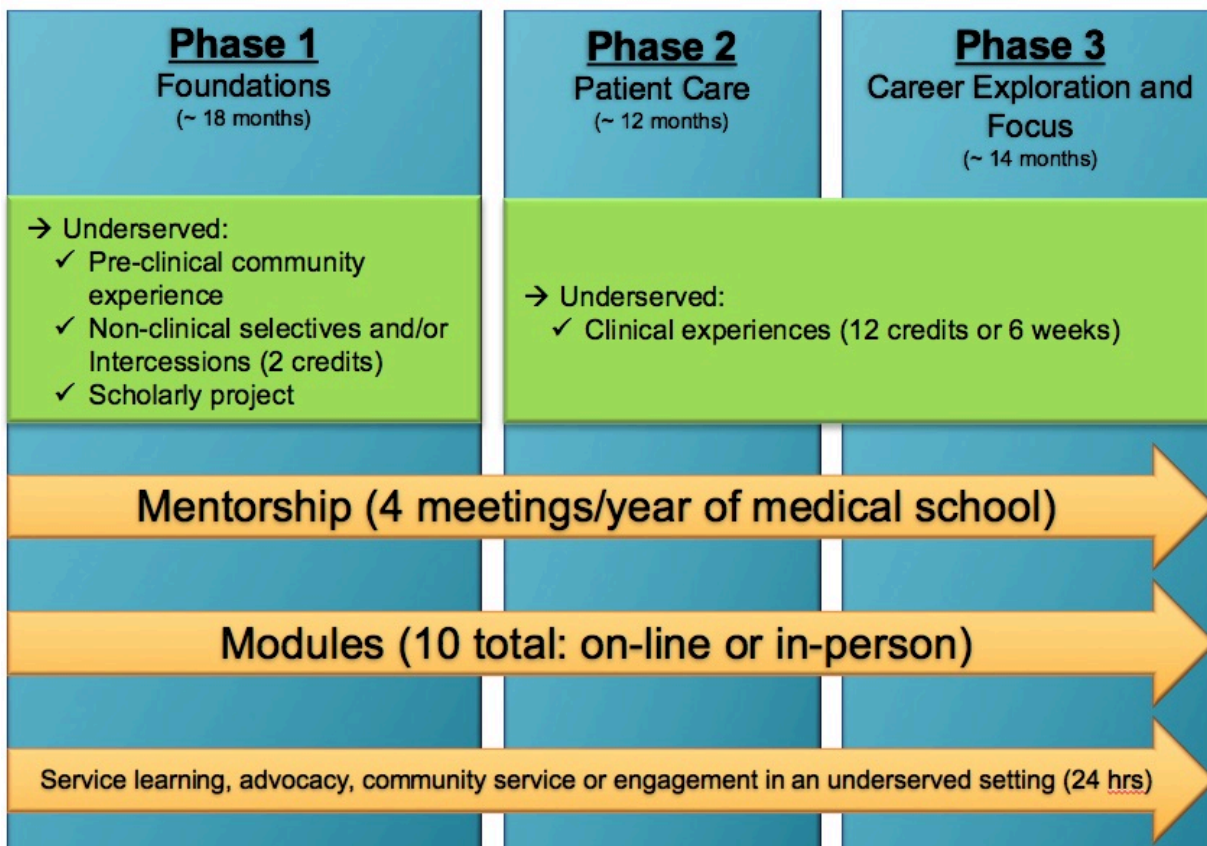 Phase 1
Foundations
(~ 18 months)
Phase 2
Patient Care
(~ 12 months)
Phase 3
Career Exploration and
Focus
(~ 14 months)
→ Underserved:
✓ Pre-clinical community
experience
✓ Non-clinical selectives and/or
Intercessions (2 credits)
✓ Scholarly project
→ Underserved:
✓ Clinical experiences (12 credits or 6 weeks)
Mentorship (4 meetings/year of medical school)
Modules (10 total: on-line or in-person)
Service learning, advocacy, community service or engagement in an underserved setting (24 hrs)